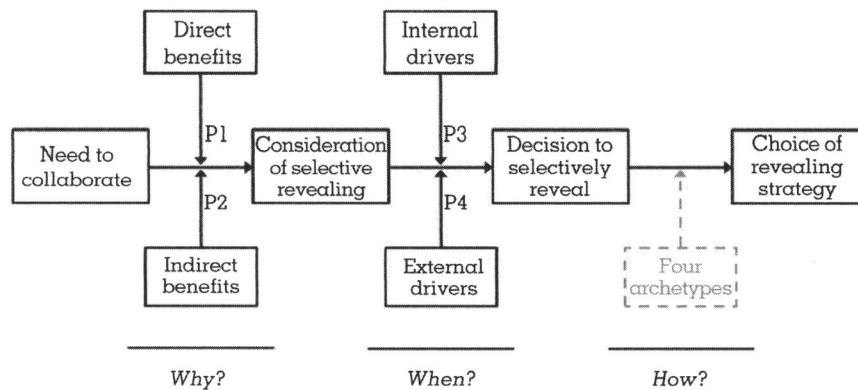 Direct
benefits
Internal
drivers
P1
P3
Need to
collaborate
Consideration
of selective
revealing
Decision to
selectively
reveal
Choice of
revealing
strategy
P2
P4
Indirect
benefits
External
drivers
Four
archetypes
Why?
When?
How?